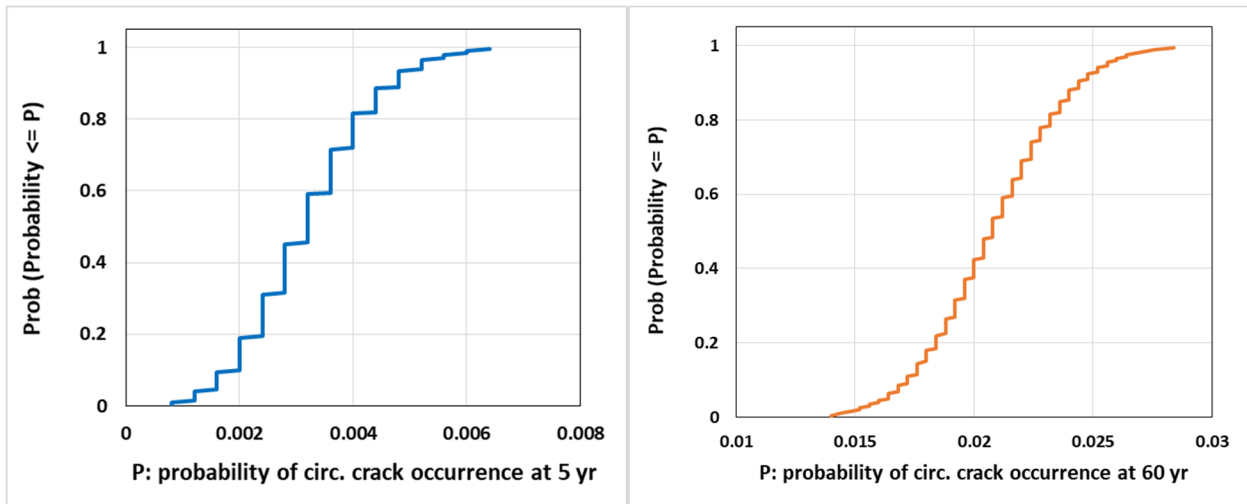 Prob (Probability <= P)
1
0.8
0.6
0.4
0.2
0
0 0.002 0.004 0.006 0.008
P: probability of circ. crack occurrence at 5 yr
Prob (Probability <= P)
1
0.8
0.6
0.4
0.2
0
0.01 0.015 0.02 0.025 0.03
P: probability of circ. crack occurrence at 60 yr